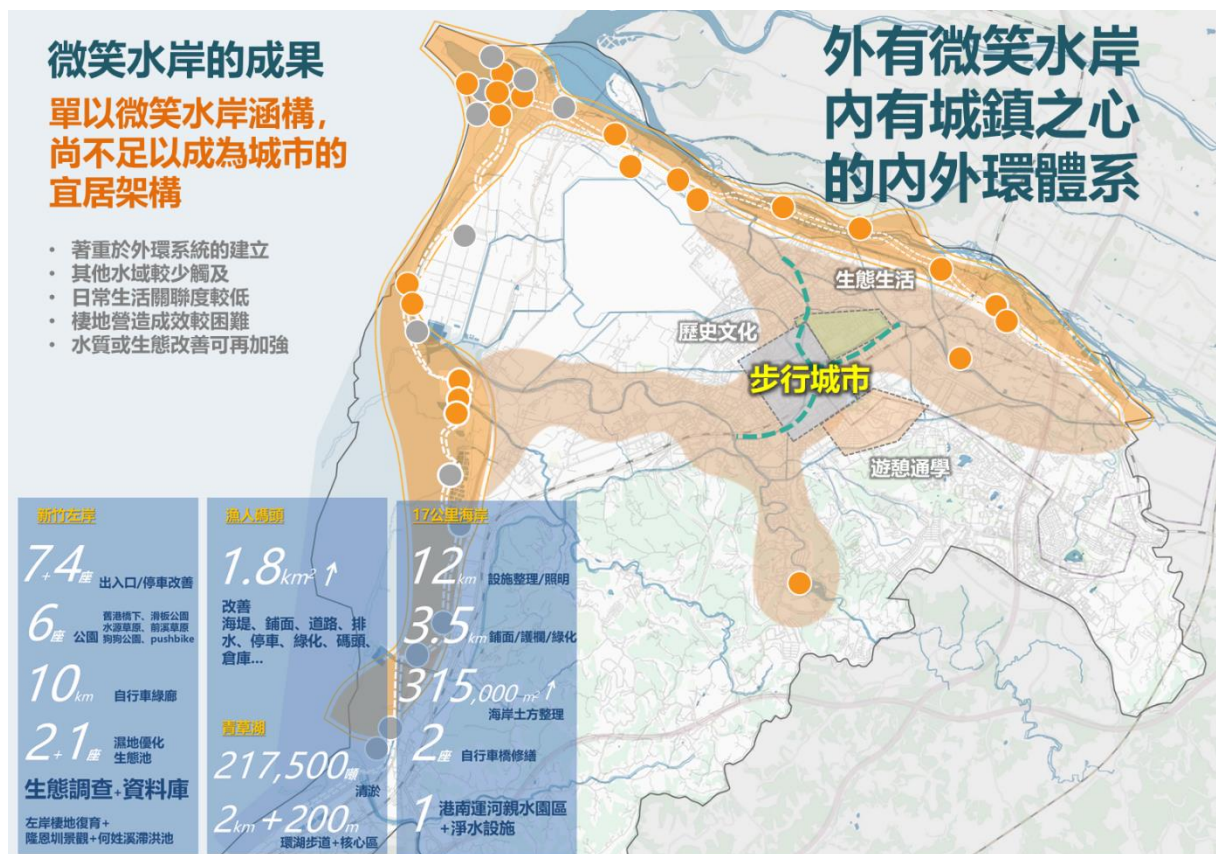 微笑水岸的成果
單以微笑水岸涵構，
尚不足以成為城市的
宜居架構
• 著重於外環系統的建立
• 其他水域較少觸及
• 日常生活關聯度較低
• 棲地營造成效較困難
• 水質或生態改善可再加強
外有微笑水岸
內有城鎮之心
的內外環體系
生態生活
歷史文化
步行城市
遊憩通學
新竹左岸
7+4座 出入口/停車改善
6座 公園
舊港橋下、滑板公園
水源草原、前溪草原
狗狗公園、pushbike
10km 自行車綠廊
2+1座 濕地優化
生態池
生態調查+資料庫
左岸棲地復育+
隆恩圳景觀+何姓溪滯洪池
漁人碼頭
1.8km² ↑
改善
海堤、鋪面、道路、排
水、停車、綠化、碼頭、
倉庫...
青草湖
217,500噸
清淤
2km+200m
環湖步道+核心區
17公里海岸
12km 設施整理/照明
3.5km 鋪面/護欄/綠化
315,000m²↑
海岸土方整理
2座 自行車橋修繕
1 港南運河親水園區
+淨水設施